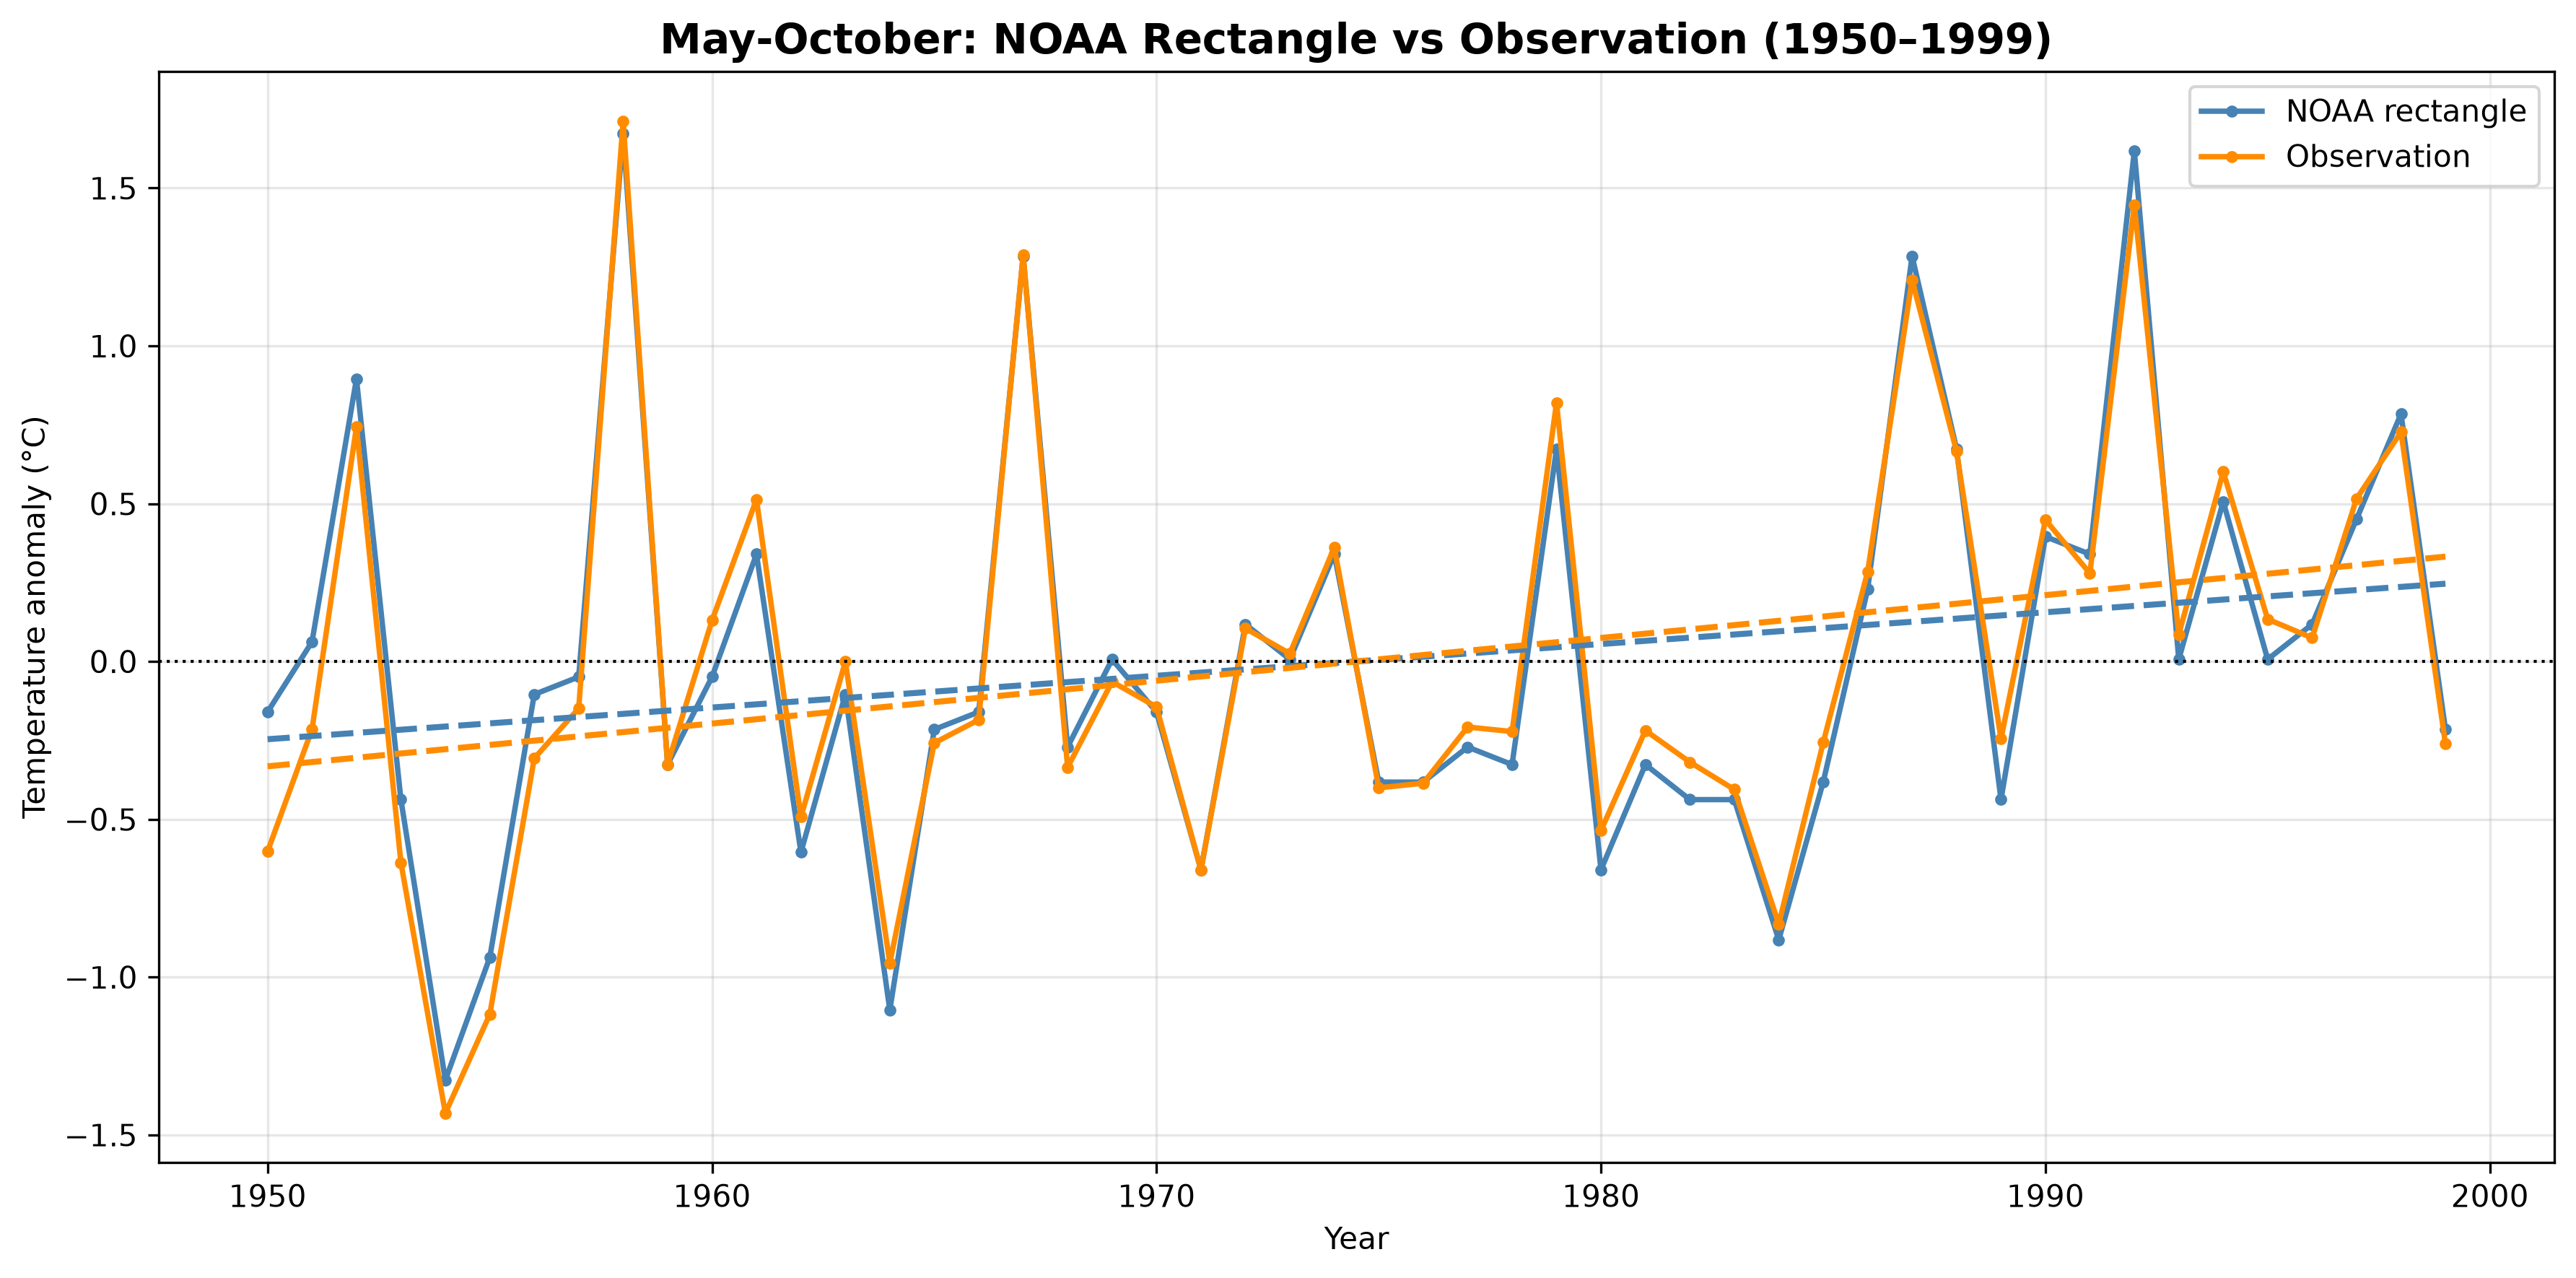 May-October: NOAA Rectangle vs Observation (1950–1999)
NOAA rectangle
Observation
Temperature anomaly (°C)
1.5
1.0
0.5
0.0
−0.5
−1.0
−1.5
1950 1960 1970 1980 1990 2000
Year